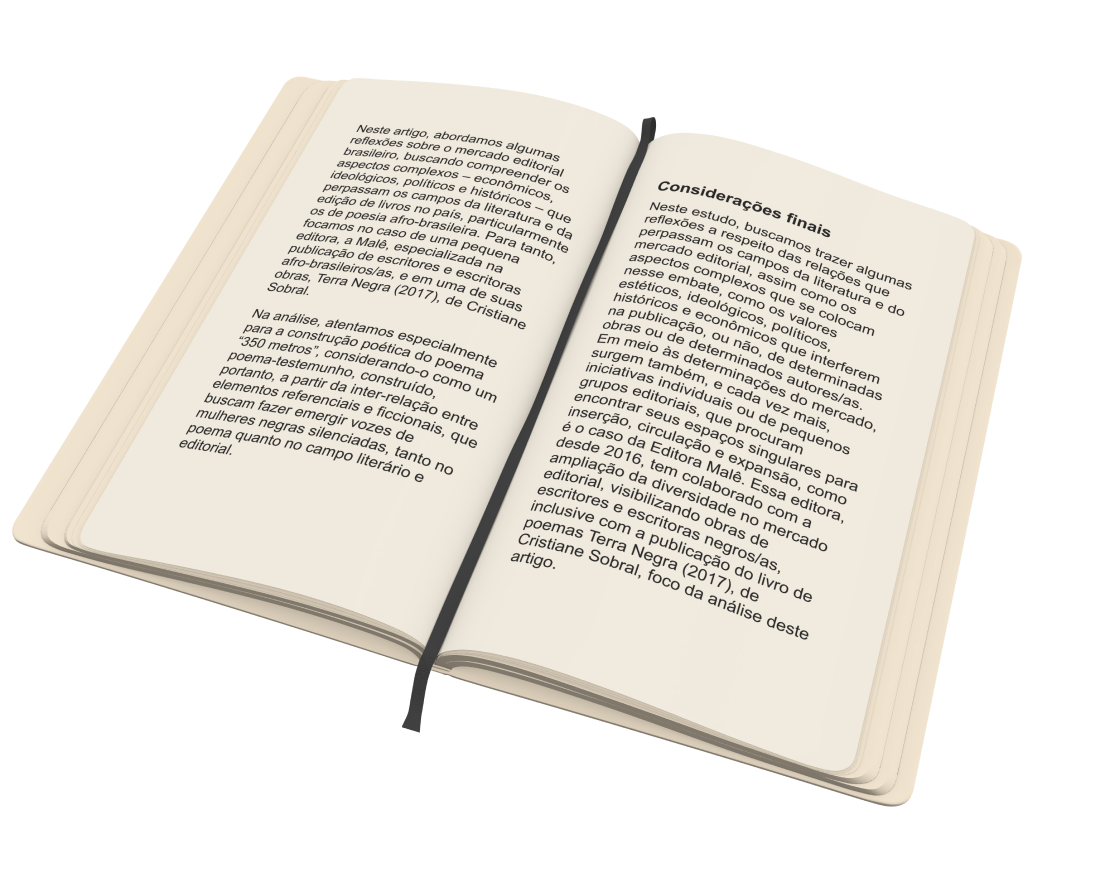 Neste artigo, abordamos algumas
reflexões sobre o mercado editorial
brasileiro, buscando compreender os
aspectos complexos – econômicos,
ideológicos, políticos e históricos – que
perpassam os campos da literatura e da
edição de livros no país, particularmente
os de poesia afro-brasileira. Para tanto,
focamos no caso de uma pequena
editora, a Malê, especializada na
publicação de escritores e escritoras
afro-brasileiros/as, e em uma de suas
obras, Terra Negra (2017), de Cristiane
Sobral.
Na análise, atentamos especialmente
para a construção poética do poema
“350 metros”, considerando-o como um
poema-testemunho, construído,
portanto, a partir da inter-relação entre
elementos referenciais e ficcionais, que
buscam fazer emergir vozes de
mulheres negras silenciadas, tanto no
poema quanto no campo literário e
editorial.
Considerações finais
Neste estudo, buscamos trazer algumas
reflexões a respeito das relações que
perpassam os campos da literatura e do
mercado editorial, assim como os
aspectos complexos que se colocam
nesse embate, como os valores
estéticos, ideológicos, políticos,
históricos e econômicos que interferem
na publicação, ou não, de determinadas
obras ou de determinados autores/as.
Em meio às determinações do mercado,
surgem também, e cada vez mais,
iniciativas individuais ou de pequenos
grupos editoriais, que procuram
encontrar seus espaços singulares para
inserção, circulação e expansão, como
é o caso da Editora Malê. Essa editora,
desde 2016, tem colaborado com a
ampliação da diversidade no mercado
editorial, visibilizando obras de
escritores e escritoras negros/as,
inclusive com a publicação do livro de
poemas Terra Negra (2017), de
Cristiane Sobral, foco da análise deste
artigo.